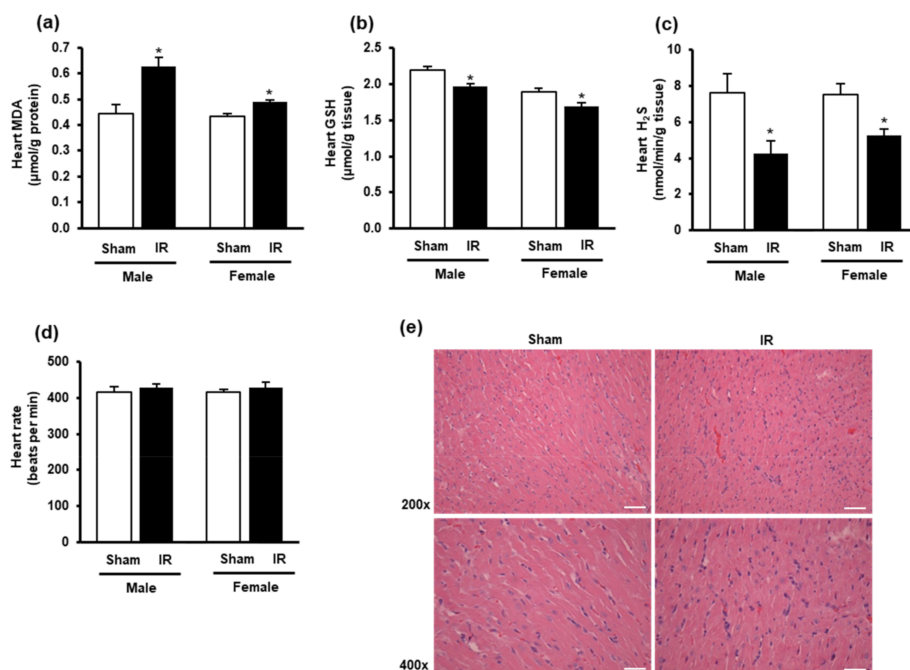 (a)
Heart MDA
(µmol/g protein)
0.7
0.6
0.5
0.4
0.3
0.2
0.1
0.0
*
*
Sham IR Sham IR
Male Female
(b)
Heart GSH
(µmol/g tissue)
2.5
2.0
1.5
1.0
0.5
0.0
*
*
Sham IR Sham IR
Male Female
(c)
Heart H₂S
(nmol/min/g tissue)
10
8
6
4
2
0
*
*
Sham IR Sham IR
Male Female
(d)
Heart rate
(beats per min)
500
400
300
200
100
0
Sham IR Sham IR
Male Female
(e)
Sham IR
200x
400x